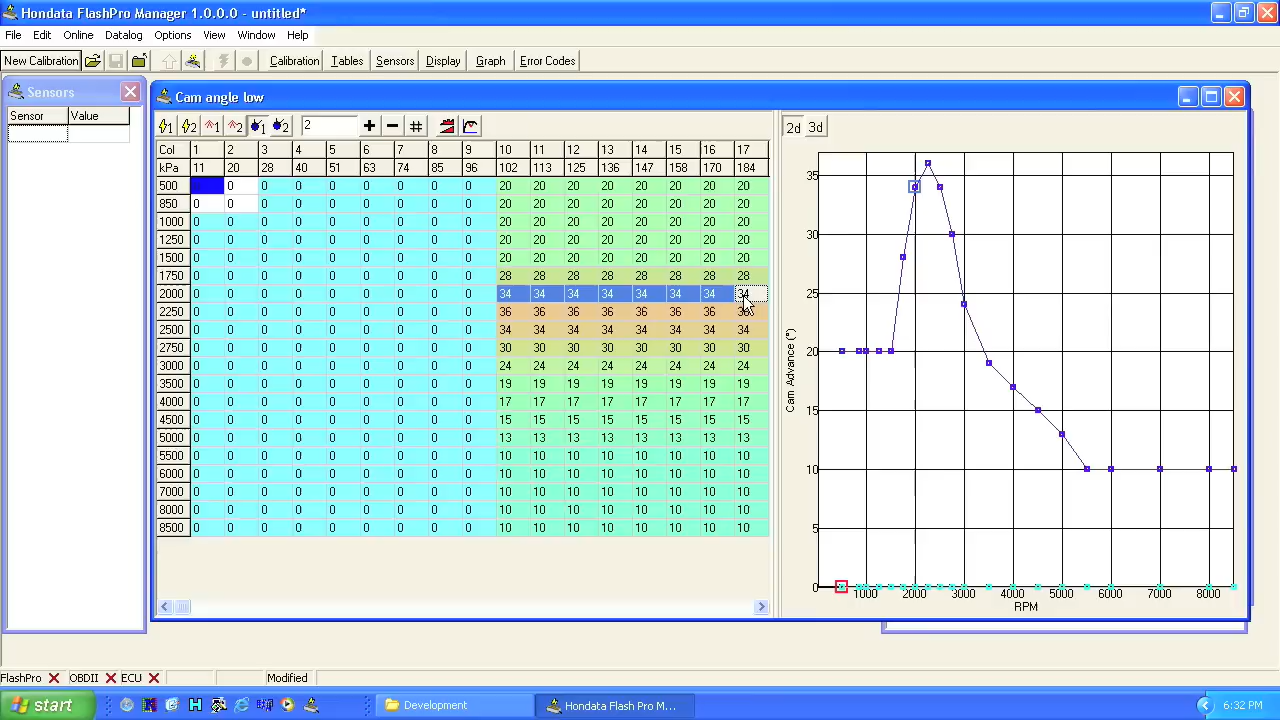 Hondata FlashPro Manager 1.0.0.0 - untitled*
File Edit Online Datalog Options View Window Help
New Calibration Calibration Tables Sensors Display Graph Error Codes
Sensors
Sensor Value
Cam angle low
1 2 1 2 1 2 2 + − #
2d 3d
Col 1 2 3 4 5 6 7 8 9 10 11 12 13 14 15 16 17
kPa 11 20 28 40 51 63 74 85 96 102 113 125 136 147 158 170 184
500 0 0 0 0 0 0 0 0 20 20 20 20 20 20 20 20
850 0 0 0 0 0 0 0 0 0 20 20 20 20 20 20 20 20
1000 0 0 0 0 0 0 0 0 0 20 20 20 20 20 20 20 20
1250 0 0 0 0 0 0 0 0 0 20 20 20 20 20 20 20 20
1500 0 0 0 0 0 0 0 0 0 20 20 20 20 20 20 20 20
1750 0 0 0 0 0 0 0 0 0 28 28 28 28 28 28 28 28
2000 0 0 0 0 0 0 0 0 0 34 34 34 34 34 34 34 34
2250 0 0 0 0 0 0 0 0 0 36 36 36 36 36 36 36
2500 0 0 0 0 0 0 0 0 0 34 34 34 34 34 34 34 34
2750 0 0 0 0 0 0 0 0 0 30 30 30 30 30 30 30 30
3000 0 0 0 0 0 0 0 0 0 24 24 24 24 24 24 24 24
3500 0 0 0 0 0 0 0 0 0 19 19 19 19 19 19 19 19
4000 0 0 0 0 0 0 0 0 0 17 17 17 17 17 17 17 17
4500 0 0 0 0 0 0 0 0 0 15 15 15 15 15 15 15 15
5000 0 0 0 0 0 0 0 0 0 13 13 13 13 13 13 13 13
5500 0 0 0 0 0 0 0 0 0 10 10 10 10 10 10 10 10
6000 0 0 0 0 0 0 0 0 0 10 10 10 10 10 10 10 10
7000 0 0 0 0 0 0 0 0 0 10 10 10 10 10 10 10 10
8000 0 0 0 0 0 0 0 0 0 10 10 10 10 10 10 10 10
8500 0 0 0 0 0 0 0 0 0 10 10 10 10 10 10 10 10
35
30
25
20
15
10
5
0
Cam Advance (°)
1000 2000 3000 4000 5000 6000 7000 8000
RPM
FlashPro OBDII ECU Modified
start Development Hondata Flash Pro M... 6:32 PM